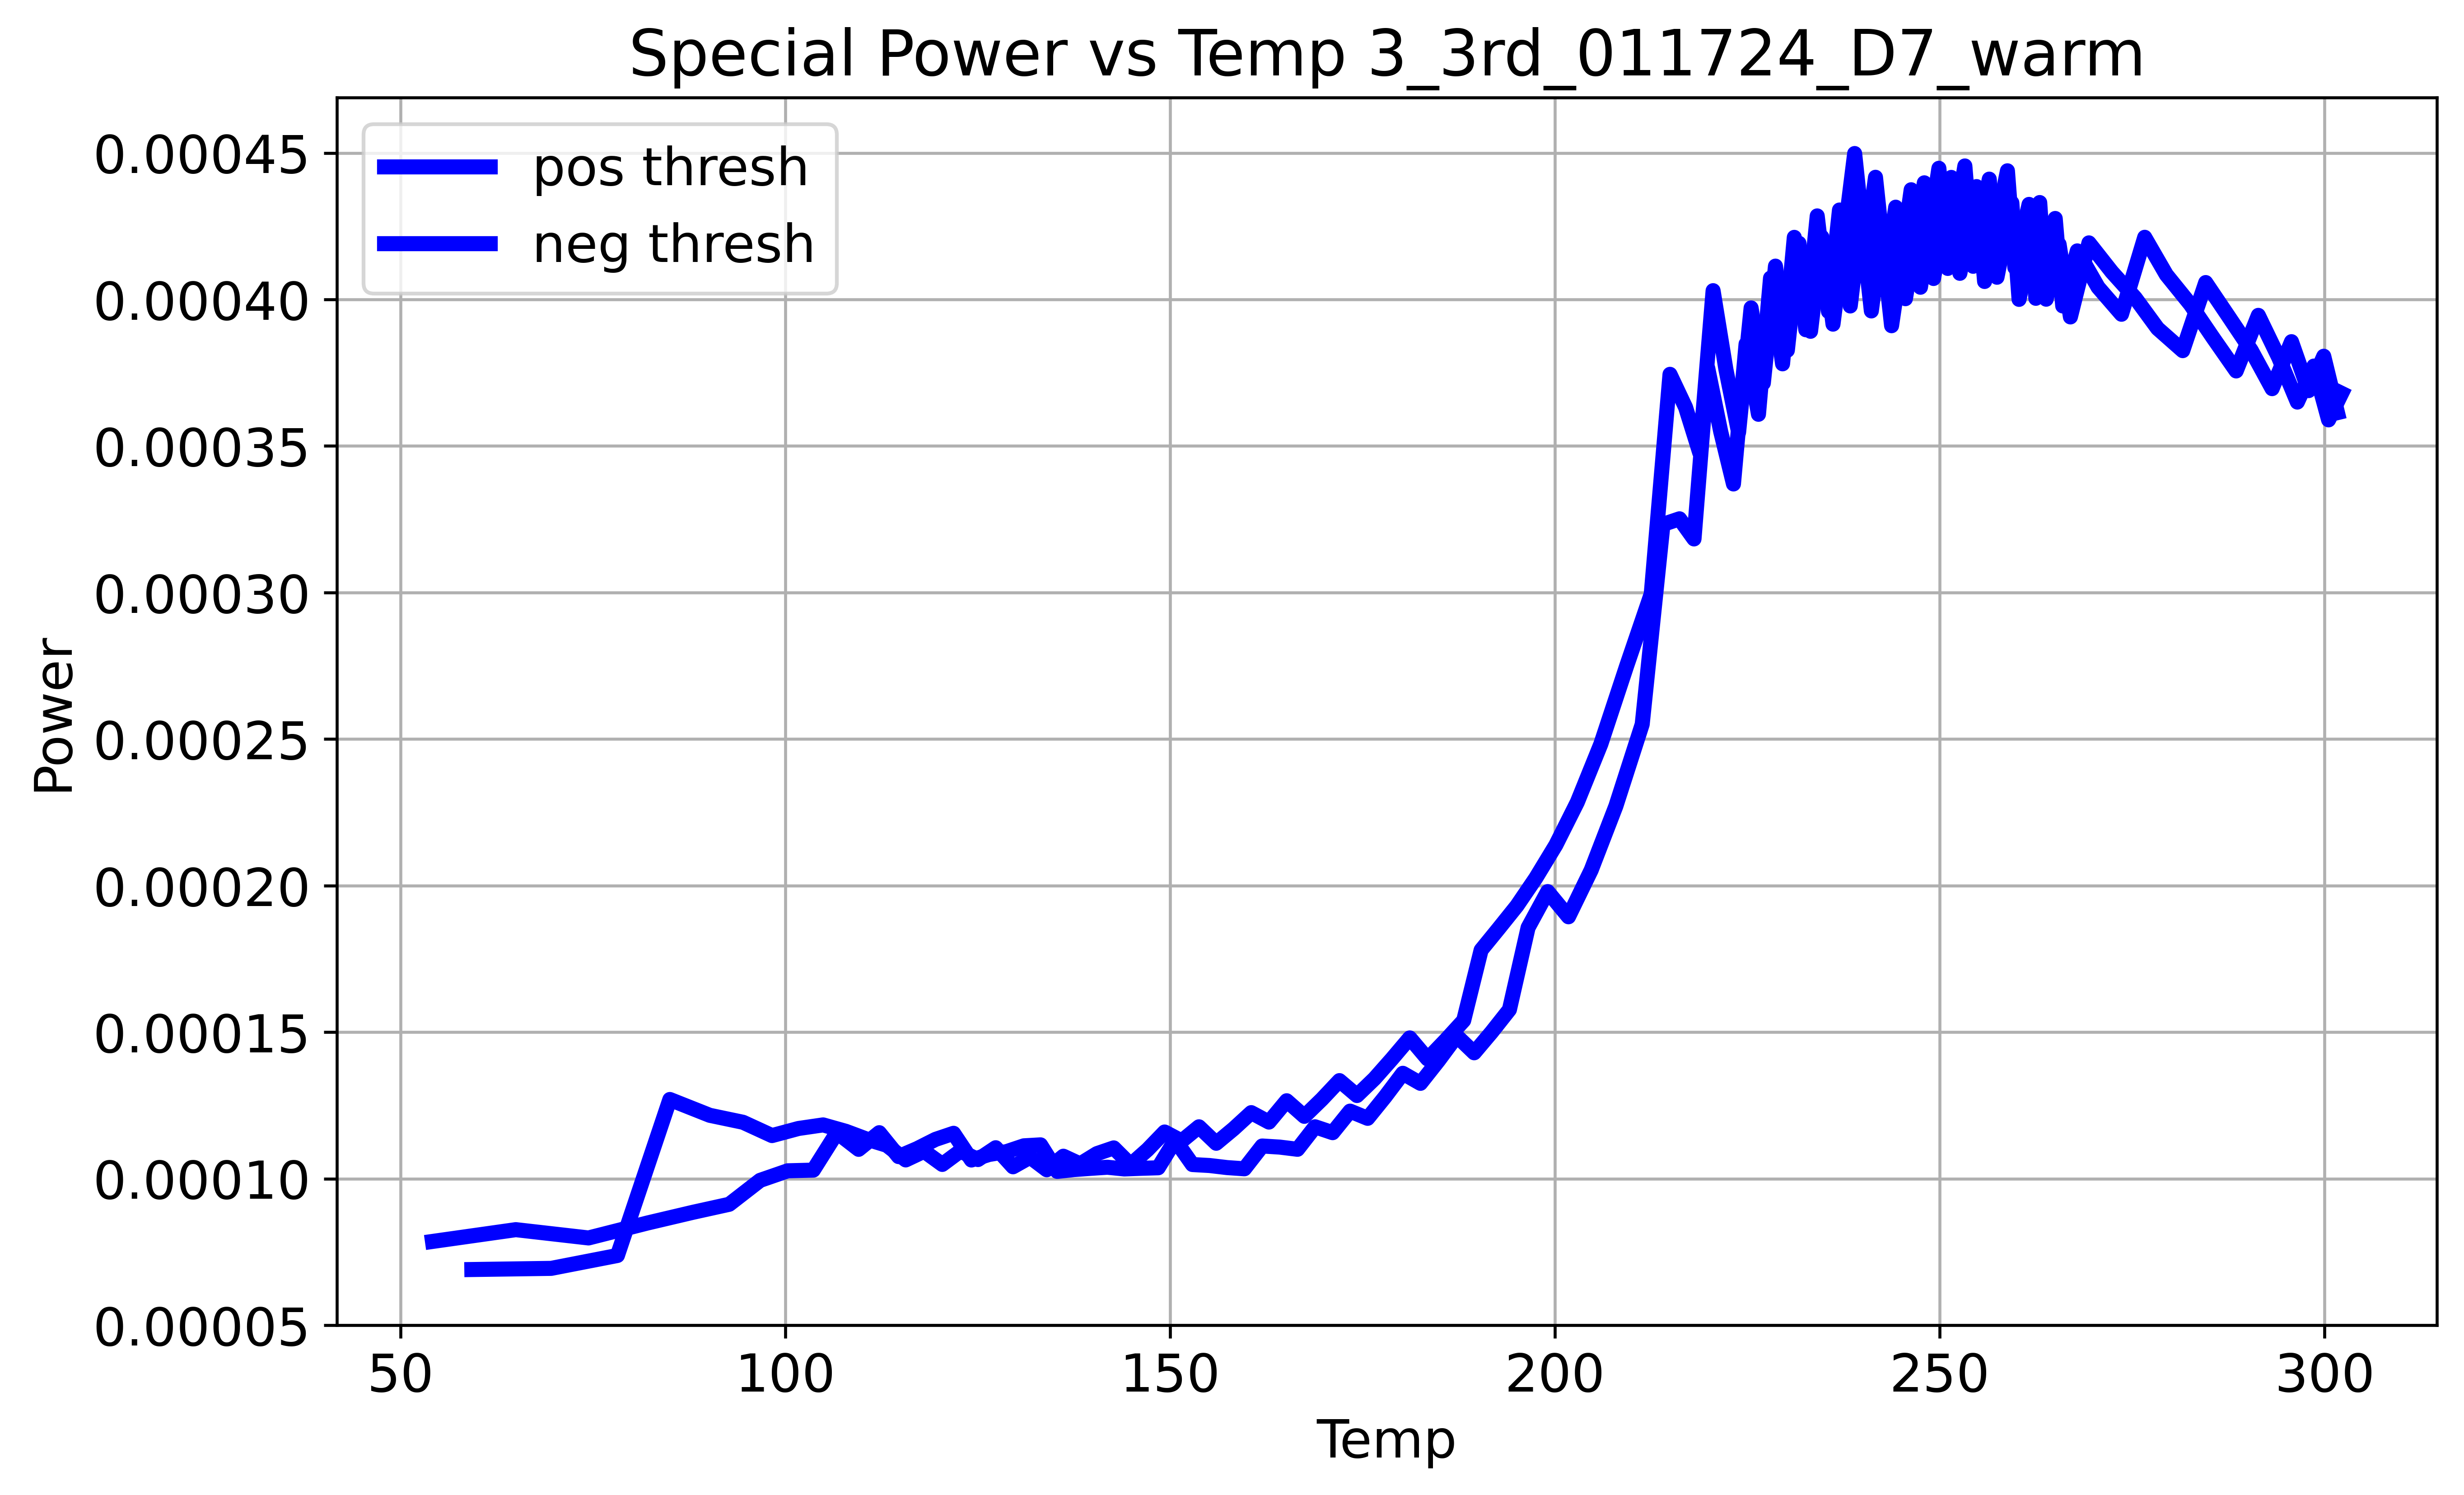 Special Power vs Temp 3_3rd_011724_D7_warm
pos thresh
neg thresh
0.00045
0.00040
0.00035
0.00030
0.00025
0.00020
0.00015
0.00010
0.00005
Power
50 100 150 200 250 300
Temp